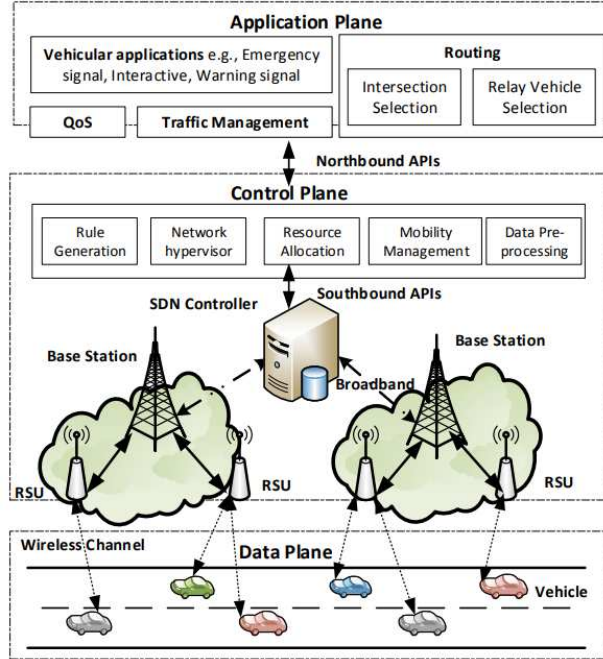 Application Plane
Vehicular applications e.g., Emergency
signal, Interactive, Warning signal
Routing
Intersection
Selection
Relay Vehicle
Selection
QoS
Traffic Management
Northbound APIs
Control Plane
Rule
Generation
Network
hypervisor
Resource
Allocation
Mobility
Management
Data Pre-
processing
Southbound APIs
SDN Controller
Base Station
Base Station
Broadband
RSU
RSU
RSU
Wireless Channel
Data Plane
Vehicle